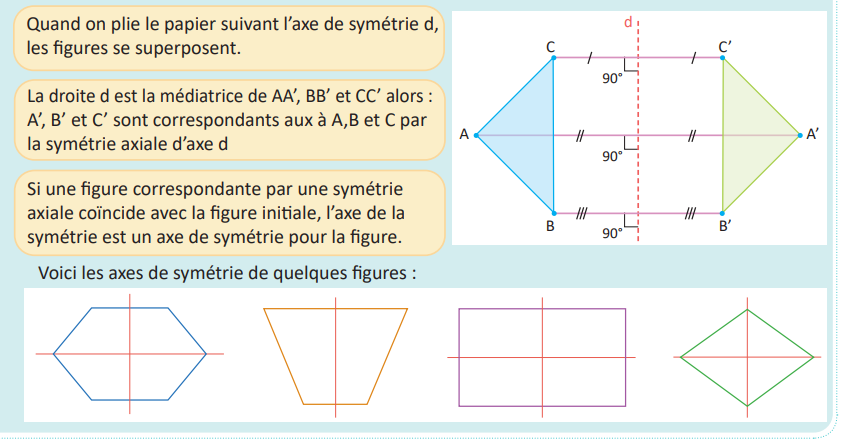 Quand on plie le papier suivant l'axe de symétrie d,
les figures se superposent.
La droite d est la médiatrice de AA', BB' et CC' alors :
A', B' et C' sont correspondants aux à A,B et C par
la symétrie axiale d'axe d
Si une figure correspondante par une symétrie
axiale coïncide avec la figure initiale, l'axe de la
symétrie est un axe de symétrie pour la figure.
d
C
C'
90°
A
A'
90°
B
B'
90°
Voici les axes de symétrie de quelques figures :